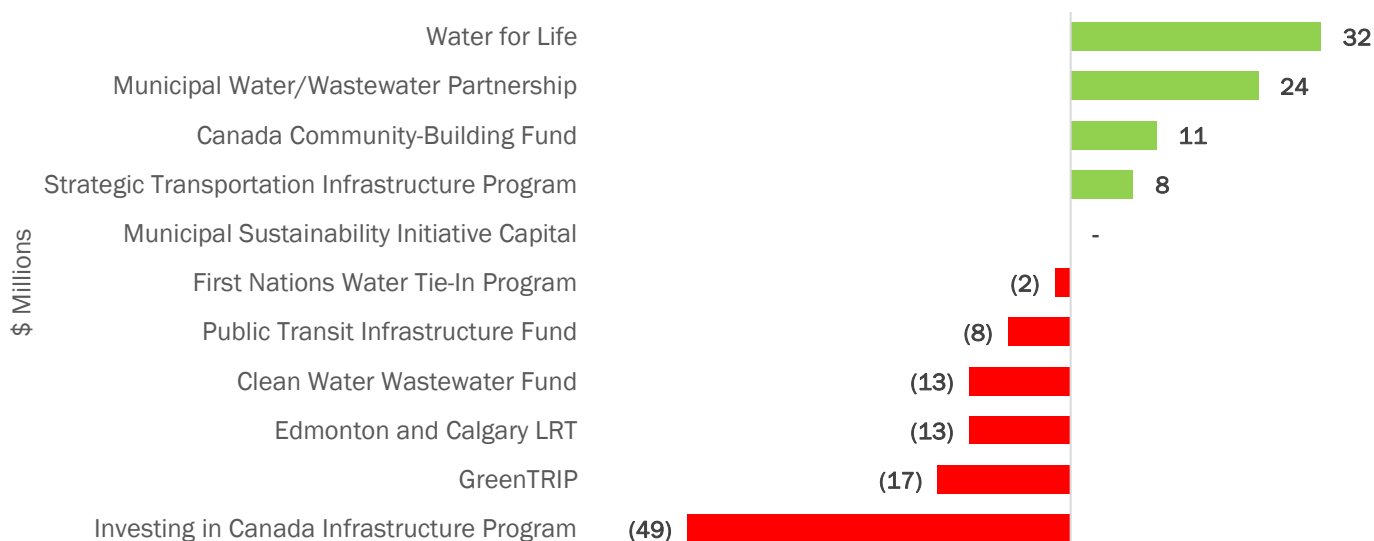 Water for Life 32
Municipal Water/Wastewater Partnership 24
Canada Community-Building Fund 11
Strategic Transportation Infrastructure Program 8
Municipal Sustainability Initiative Capital -
First Nations Water Tie-In Program (2)
Public Transit Infrastructure Fund (8)
Clean Water Wastewater Fund (13)
Edmonton and Calgary LRT (13)
GreenTRIP (17)
Investing in Canada Infrastructure Program (49)
$ Millions